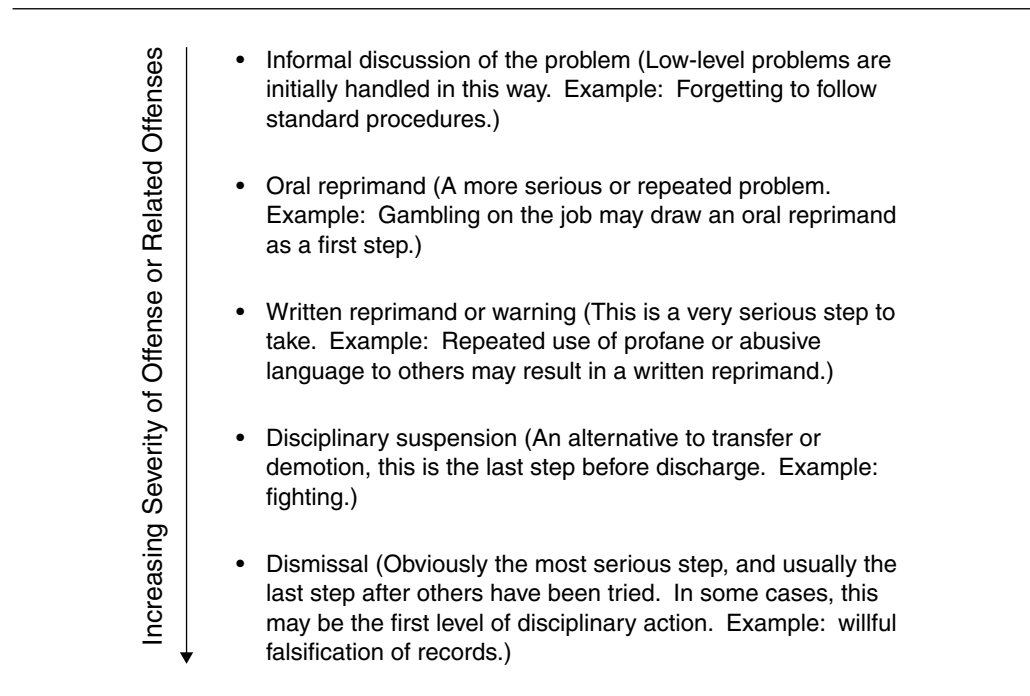 Increasing Severity of Offense or Related Offenses
• Informal discussion of the problem (Low-level problems are
initially handled in this way. Example: Forgetting to follow
standard procedures.)
• Oral reprimand (A more serious or repeated problem.
Example: Gambling on the job may draw an oral reprimand
as a first step.)
• Written reprimand or warning (This is a very serious step to
take. Example: Repeated use of profane or abusive
language to others may result in a written reprimand.)
• Disciplinary suspension (An alternative to transfer or
demotion, this is the last step before discharge. Example:
fighting.)
• Dismissal (Obviously the most serious step, and usually the
last step after others have been tried. In some cases, this
may be the first level of disciplinary action. Example: willful
falsification of records.)